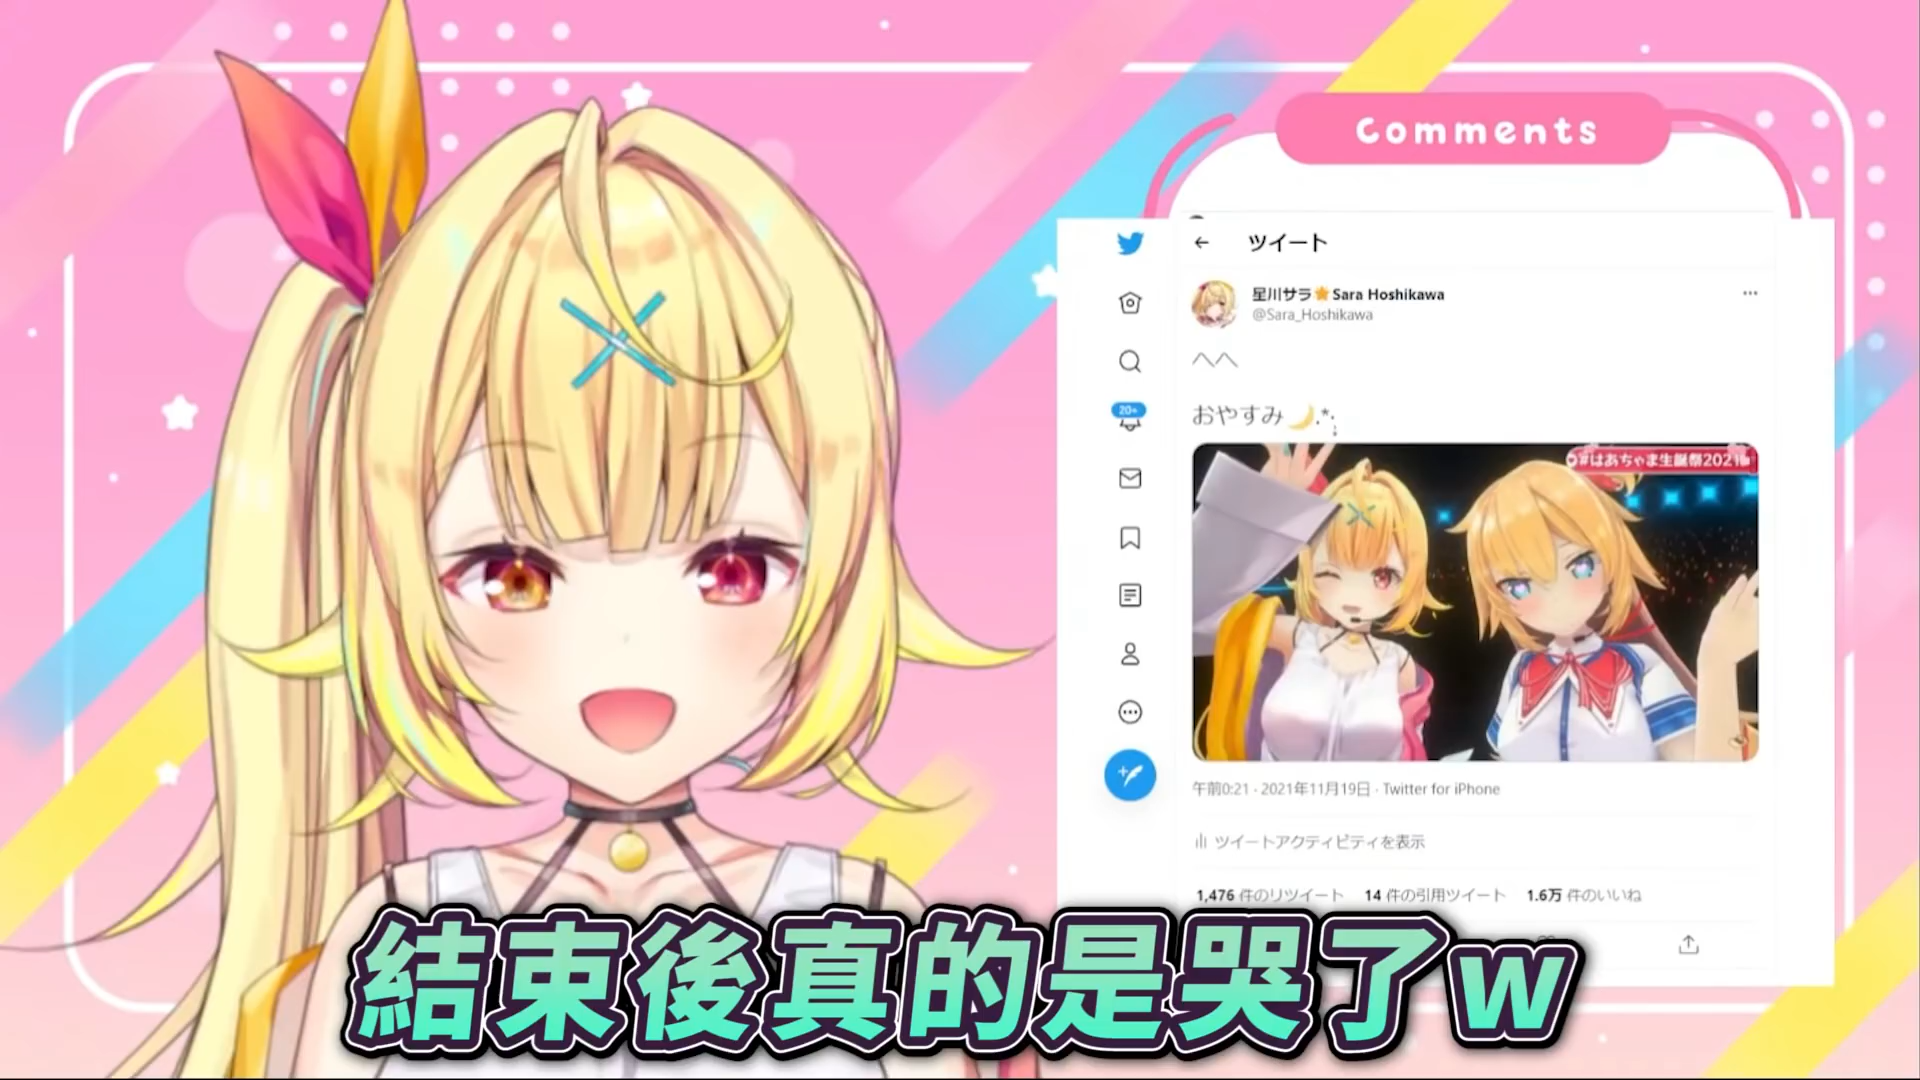 Comments
ツイート
星川サラ🌟Sara Hoshikawa
@Sara_Hoshikawa
へへ
20+
おやすみ🌙.*·̩͙
#はあちゃま生誕祭2021
午前0:21 · 2021年11月19日 · Twitter for iPhone
ツイートアクティビティを表示
1,476 件のリツイート 14 件の引用ツイート 1.6万 件のいいね
結束後真的是哭了w